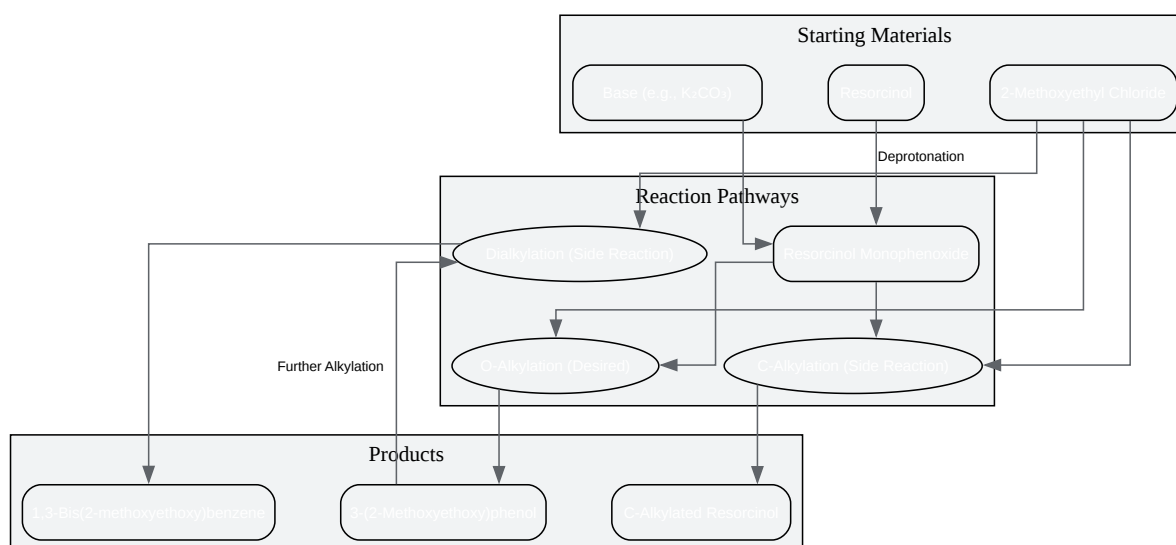 Starting Materials
Base (e.g., K₂CO₃)
Resorcinol
2-Methoxyethyl Chloride
Deprotonation
Reaction Pathways
Dialkylation (Side Reaction)
Resorcinol Monophenoxide
Further Alkylation
O-Alkylation (Desired)
C-Alkylation (Side Reaction)
Products
1,3-Bis(2-methoxyethoxy)benzene
3-(2-Methoxyethoxy)phenol
C-Alkylated Resorcinol